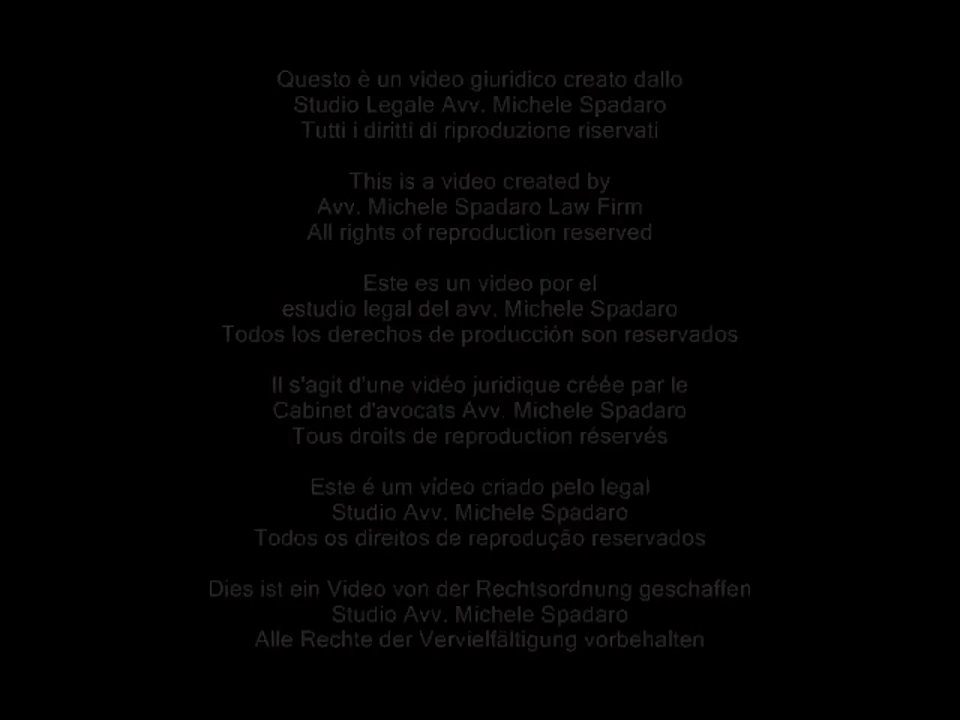 Questo è un video giuridico creato dallo
Studio Legale Avv. Michele Spadaro
Tutti i diritti di riproduzione riservati
This is a video created by
Avv. Michele Spadaro Law Firm
All rights of reproduction reserved
Este es un video por el
estudio legal del avv. Michele Spadaro
Todos los derechos de producción son reservados
Il s'agit d'une vidéo juridique créée par le
Cabinet d'avocats Avv. Michele Spadaro
Tous droits de reproduction réservés
Este é um vídeo criado pelo legal
Studio Avv. Michele Spadaro
Todos os direitos de reprodução reservados
Dies ist ein Video von der Rechtsordnung geschaffen
Studio Avv. Michele Spadaro
Alle Rechte der Vervielfältigung vorbehalten